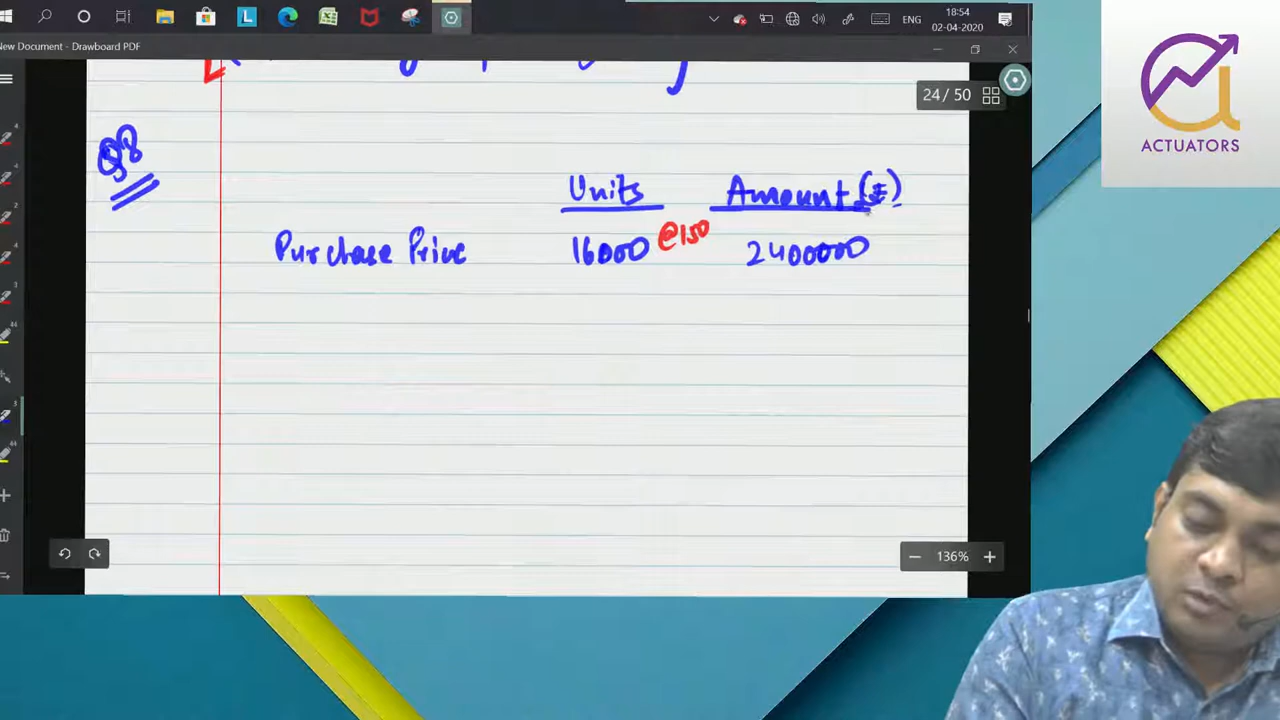 18:54
ENG
02-04-2020
New Document - Drawboard PDF
24 / 50
ACTUATORS
Q8
Units Amount (₹)
Purchase Price 16000 @150 2400000
136%